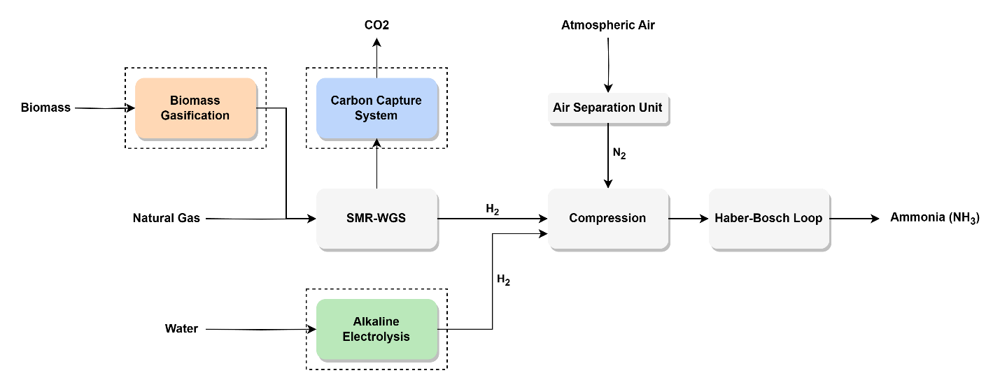 CO2
Atmospheric Air
Biomass
Biomass
Gasification
Carbon Capture
System
Air Separation Unit
N2
Natural Gas
SMR-WGS
H2
Compression
Haber-Bosch Loop
Ammonia (NH3)
H2
Water
Alkaline
Electrolysis